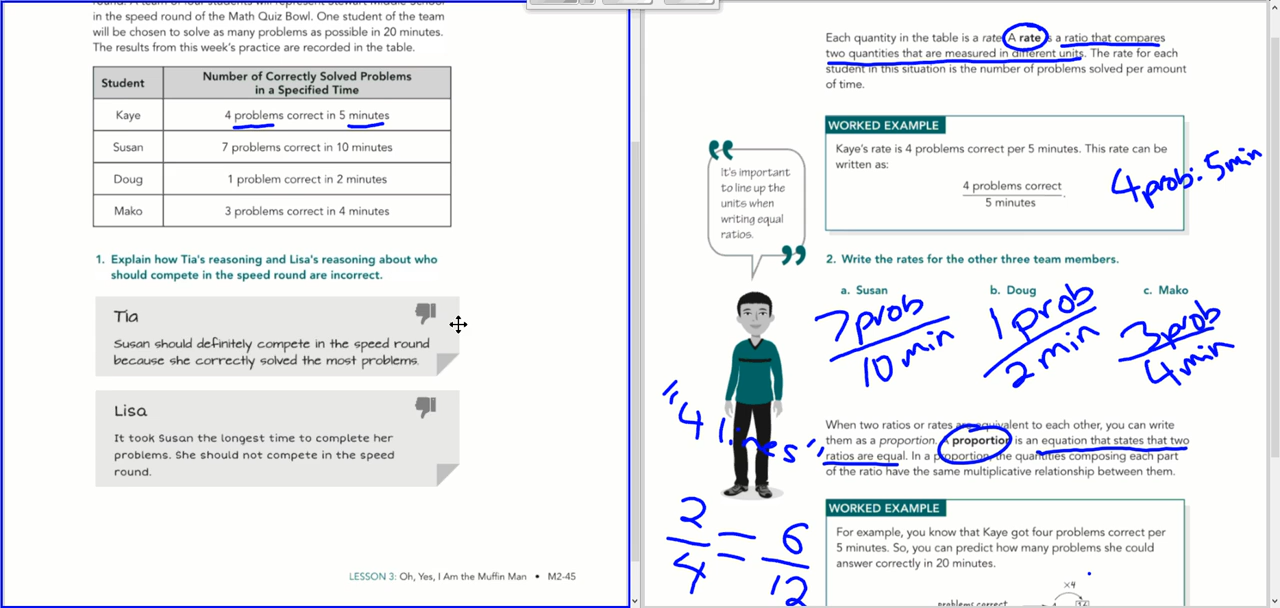 round. A team of four students will represent Stewart Middle School
in the speed round of the Math Quiz Bowl. One student of the team
will be chosen to solve as many problems as possible in 20 minutes.
The results from this week's practice are recorded in the table.
Student
Number of Correctly Solved Problems
in a Specified Time
Kaye
4 problems correct in 5 minutes
Susan
7 problems correct in 10 minutes
Doug
1 problem correct in 2 minutes
Mako
3 problems correct in 4 minutes
1. Explain how Tia's reasoning and Lisa's reasoning about who
should compete in the speed round are incorrect.
Tia
Susan should definitely compete in the speed round
because she correctly solved the most problems.
Lisa
It took Susan the longest time to complete her
problems. She should not compete in the speed
round.
LESSON 3: Oh, Yes, I Am the Muffin Man • M2-45
Each quantity in the table is a rate. A rate is a ratio that compares
two quantities that are measured in different units. The rate for each
student in this situation is the number of problems solved per amount
of time.
WORKED EXAMPLE
Kaye's rate is 4 problems correct per 5 minutes. This rate can be
written as:
4 problems correct
5 minutes
.
4 prob: 5 min
It's important
to line up the
units when
writing equal
ratios.
2. Write the rates for the other three team members.
a. Susan
b. Doug
c. Mako
7 prob
10 min
1 prob
2 min
3 prob
4 min
"4 lines"
When two ratios or rates are equivalent to each other, you can write
them as a proportion. A proportion is an equation that states that two
ratios are equal. In a proportion, the quantities composing each part
of the ratio have the same multiplicative relationship between them.
2/4 = 6/12
WORKED EXAMPLE
For example, you know that Kaye got four problems correct per
5 minutes. So, you can predict how many problems she could
answer correctly in 20 minutes.
×4
problems correct